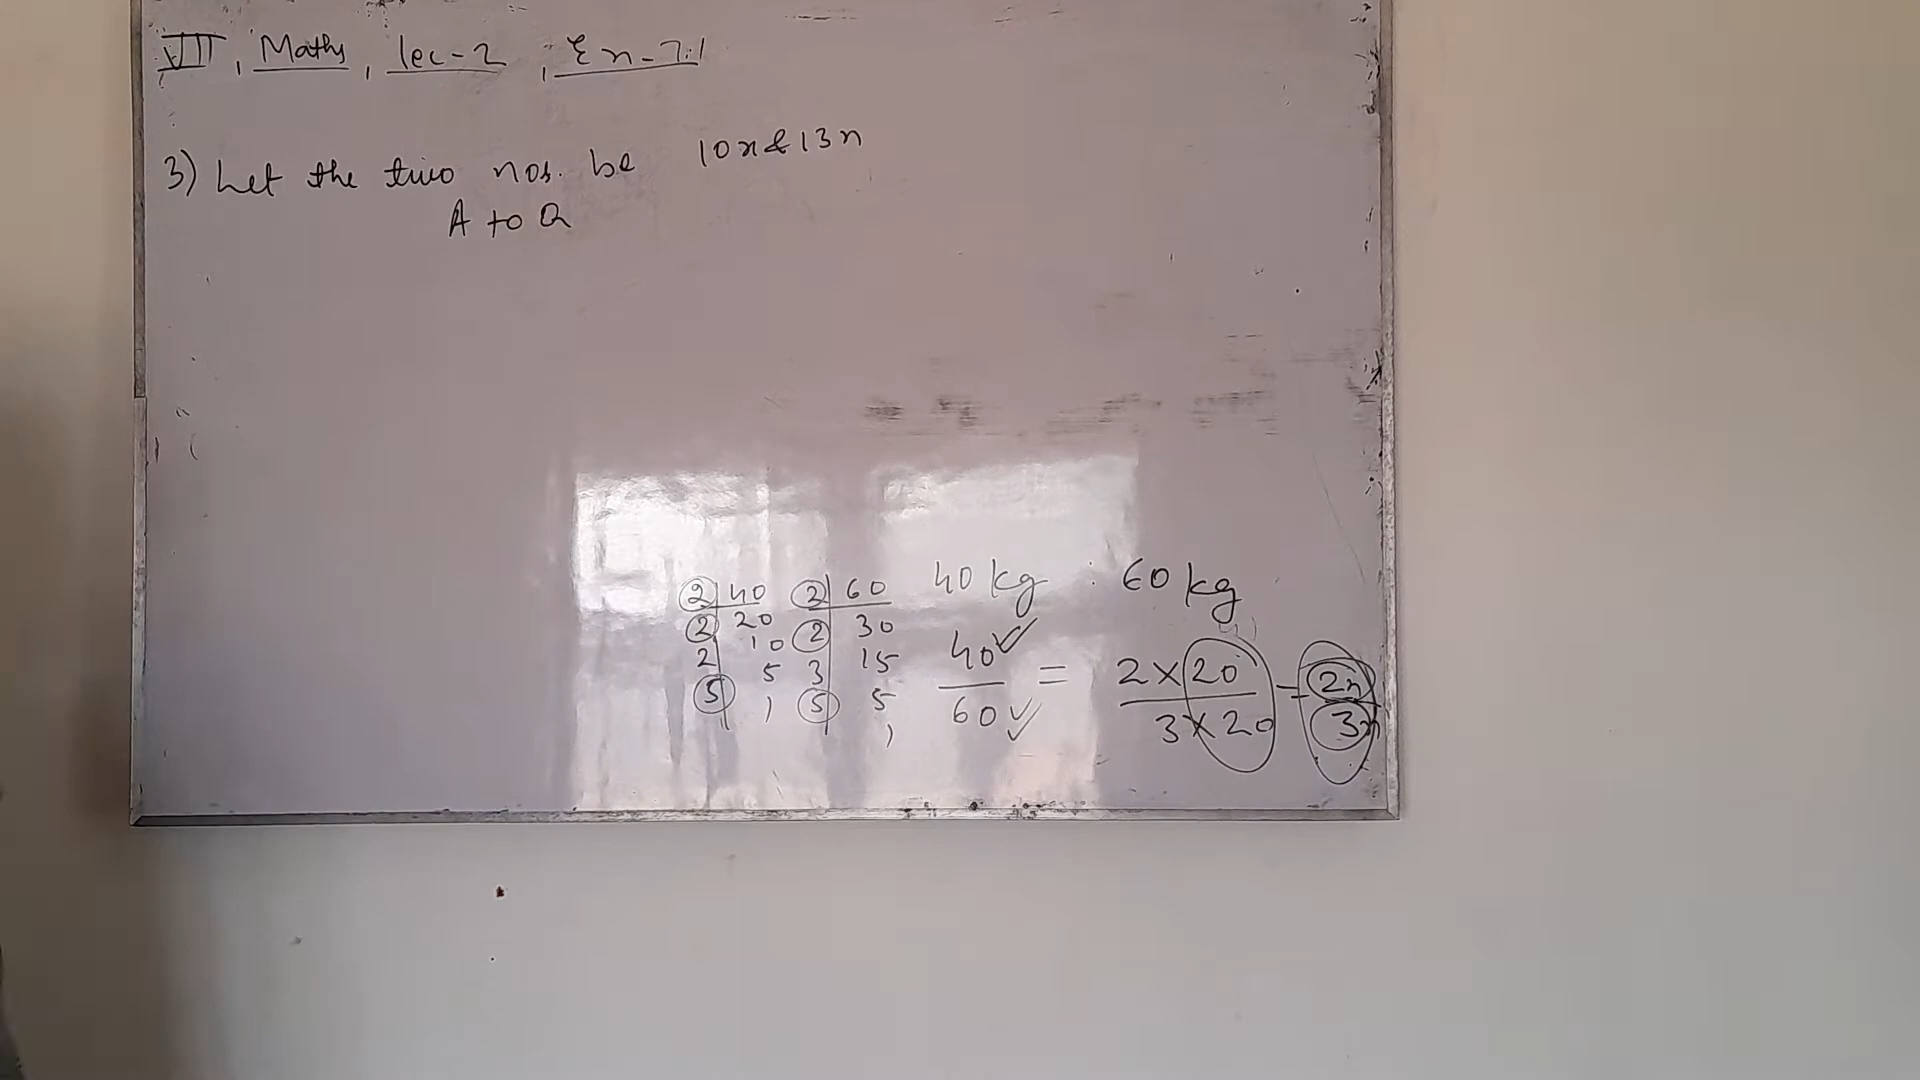 VII, Maths, lec-2, Ex-7.1
3) Let the two nos. be 10x & 13x
A to Q
40 kg : 60 kg
2 40 2 60
2 20 2 30
2 10 3 15
5 5 5 5
1 1
40/60 = 2×20/3×20 = 2x/3x